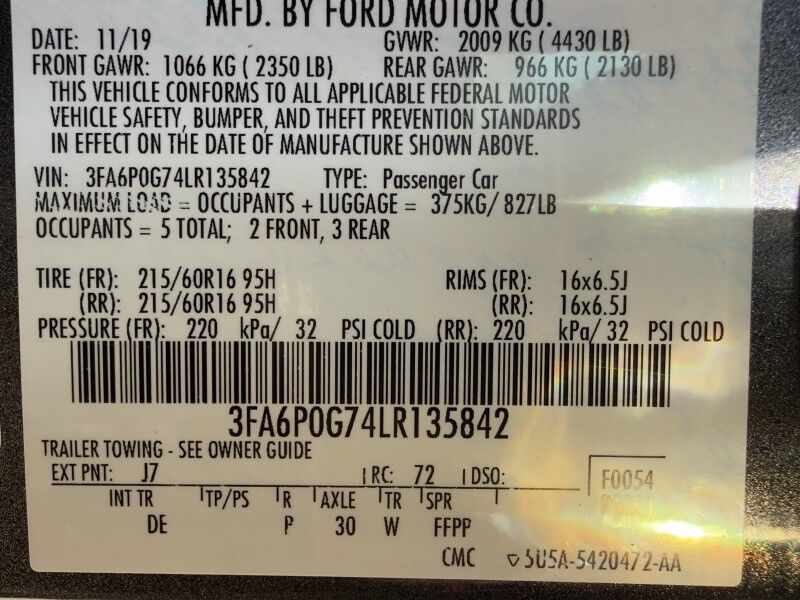 MFD. BY FORD MOTOR CO.
DATE: 11/19 GVWR: 2009 KG ( 4430 LB)
FRONT GAWR: 1066 KG ( 2350 LB) REAR GAWR: 966 KG ( 2130 LB)
THIS VEHICLE CONFORMS TO ALL APPLICABLE FEDERAL MOTOR
VEHICLE SAFETY, BUMPER, AND THEFT PREVENTION STANDARDS
IN EFFECT ON THE DATE OF MANUFACTURE SHOWN ABOVE.
VIN: 3FA6P0G74LR135842 TYPE: Passenger Car
MAXIMUM LOAD = OCCUPANTS + LUGGAGE = 375KG/ 827LB
OCCUPANTS = 5 TOTAL; 2 FRONT, 3 REAR
TIRE (FR): 215/60R16 95H RIMS (FR): 16x6.5J
(RR): 215/60R16 95H (RR): 16x6.5J
PRESSURE (FR): 220 kPa/ 32 PSI COLD (RR): 220 kPa/ 32 PSI COLD
3FA6P0G74LR135842
TRAILER TOWING - SEE OWNER GUIDE
EXT PNT: J7 RC: 72 DSO: F0054
INT TR TP/PS R AXLE TR SPR
DE P 30 W FFPP
CMC 5U5A-5420472-AA